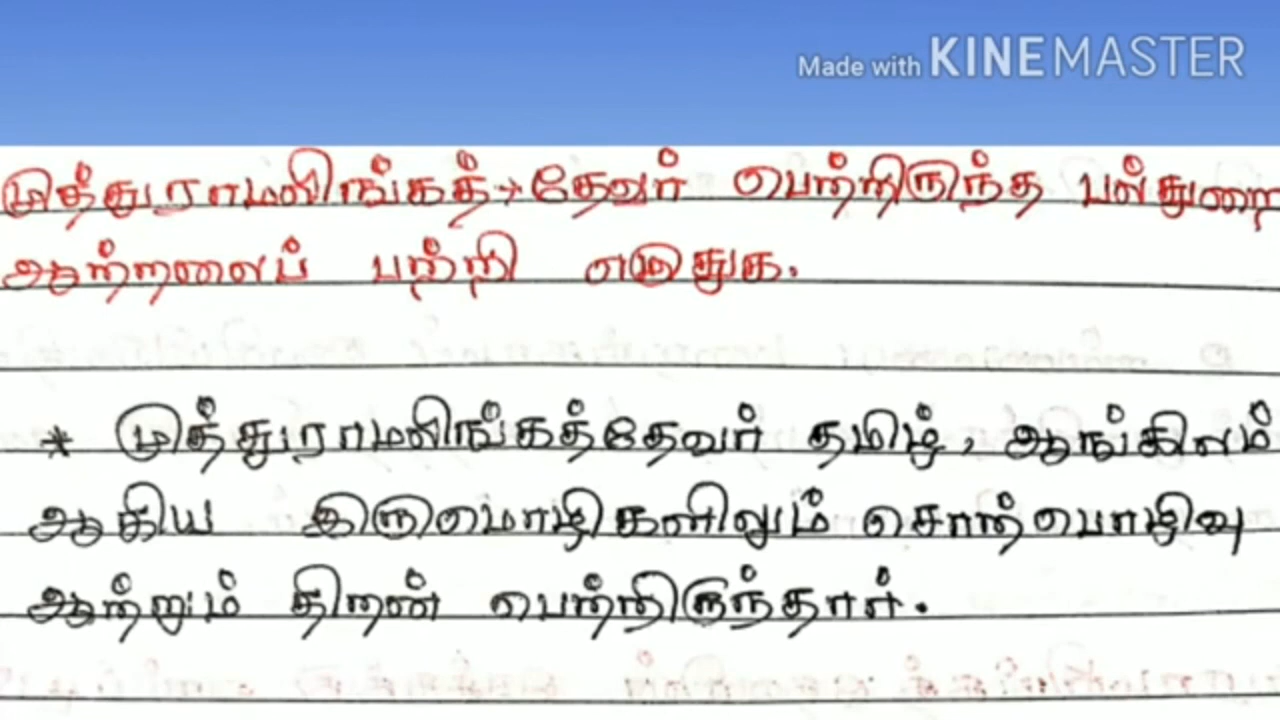 Made with KINEMASTER
முத்துராமலிங்கத் தேவர் பெற்றிருந்த பல்துறை
ஆற்றலைப் பற்றி எழுதுக.
* முத்துராமலிங்கத்தேவர் தமிழ், ஆங்கிலம்
ஆகிய இருமொழிகளிலும் சொற்பொழிவு
ஆற்றும் திறன் பெற்றிருந்தார்.